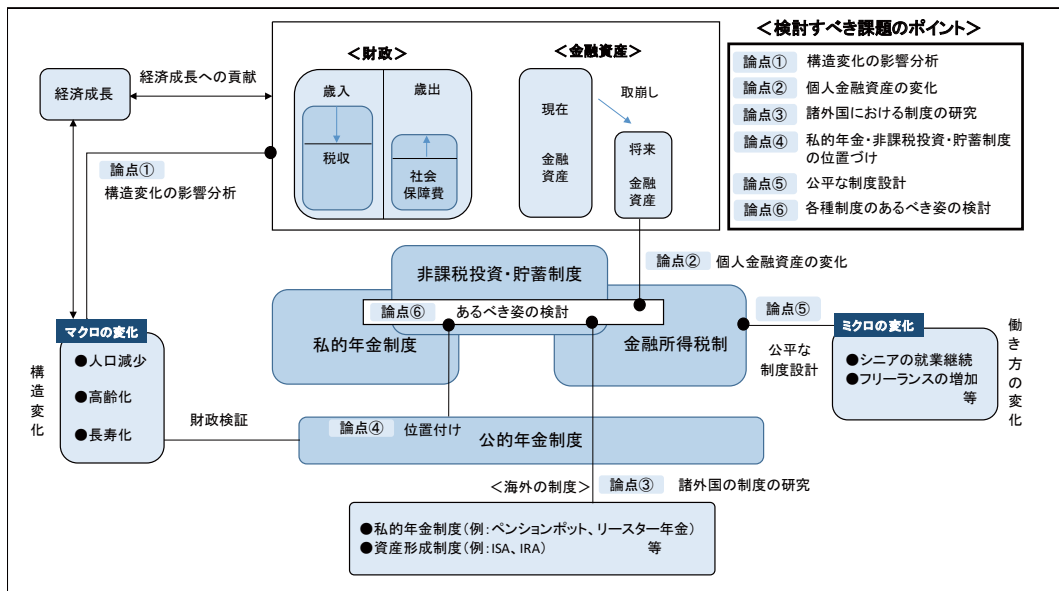 ＜検討すべき課題のポイント＞
論点① 構造変化の影響分析
論点② 個人金融資産の変化
論点③ 諸外国における制度の研究
論点④ 私的年金・非課税投資・貯蓄制度
の位置づけ
論点⑤ 公平な制度設計
論点⑥ 各種制度のあるべき姿の検討
＜財政＞
歳入
税収
歳出
社会
保障費
＜金融資産＞
現在
金融
資産
取崩し
将来
金融
資産
経済成長
経済成長への貢献
論点①
構造変化の影響分析
論点② 個人金融資産の変化
非課税投資・貯蓄制度
論点⑥ あるべき姿の検討
私的年金制度
金融所得税制
論点⑤
公平な
制度設計
構造変化
マクロの変化
●人口減少
●高齢化
●長寿化
ミクロの変化
●シニアの就業継続
●フリーランスの増加
等
働き方の変化
財政検証
論点④ 位置付け
公的年金制度
＜海外の制度＞
論点③ 諸外国の制度の研究
●私的年金制度（例：ペンションポット、リースター年金）
●資産形成制度（例：ISA、IRA） 等